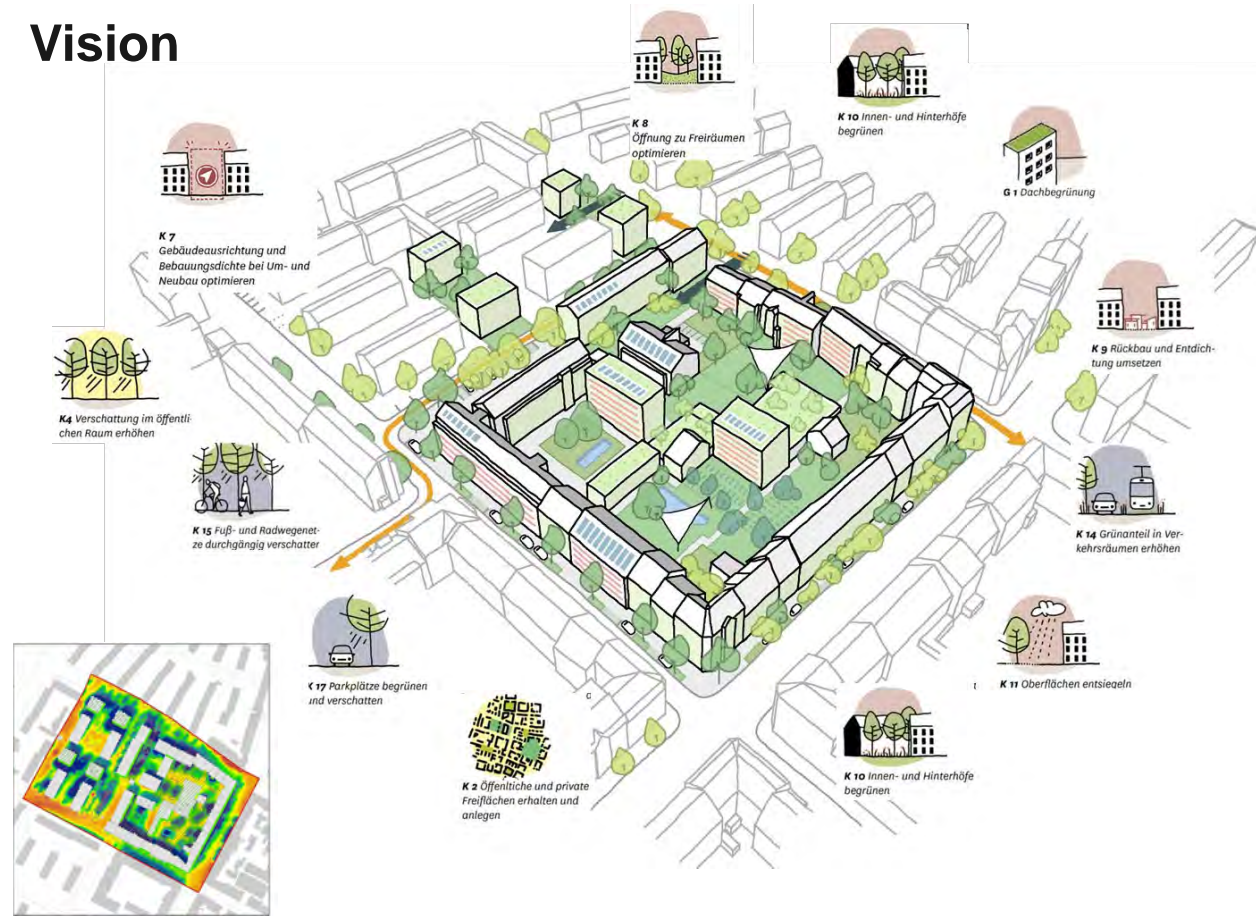 Vision
K 8
Öffnung zu Freiräumen
optimieren
K 10 Innen- und Hinterhöfe
begrünen
G 1 Dachbegrünung
K 7
Gebäudeausrichtung und
Bebauungsdichte bei Um- und
Neubau optimieren
K 9 Rückbau und Entdich-
tung umsetzen
K4 Verschattung im öffentli-
chen Raum erhöhen
K 15 Fuß- und Radwegenet-
ze durchgängig verschatten
K 14 Grünanteil in Ver-
kehrsräumen erhöhen
K 17 Parkplätze begrünen
und verschatten
K 11 Oberflächen entsiegeln
K 2 Öffenltiche und private
Freiflächen erhalten und
anlegen
K 10 Innen- und Hinterhöfe
begrünen